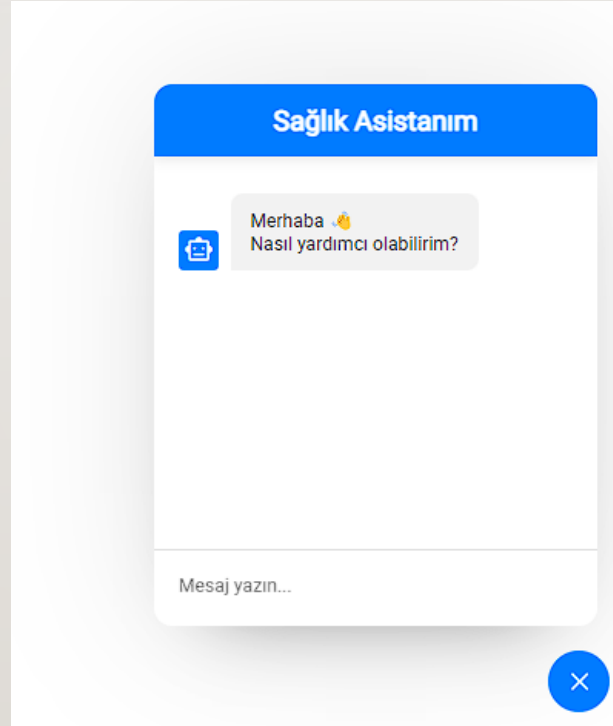 Sağlık Asistanım
Merhaba 👋
Nasıl yardımcı olabilirim?
Mesaj yazın...